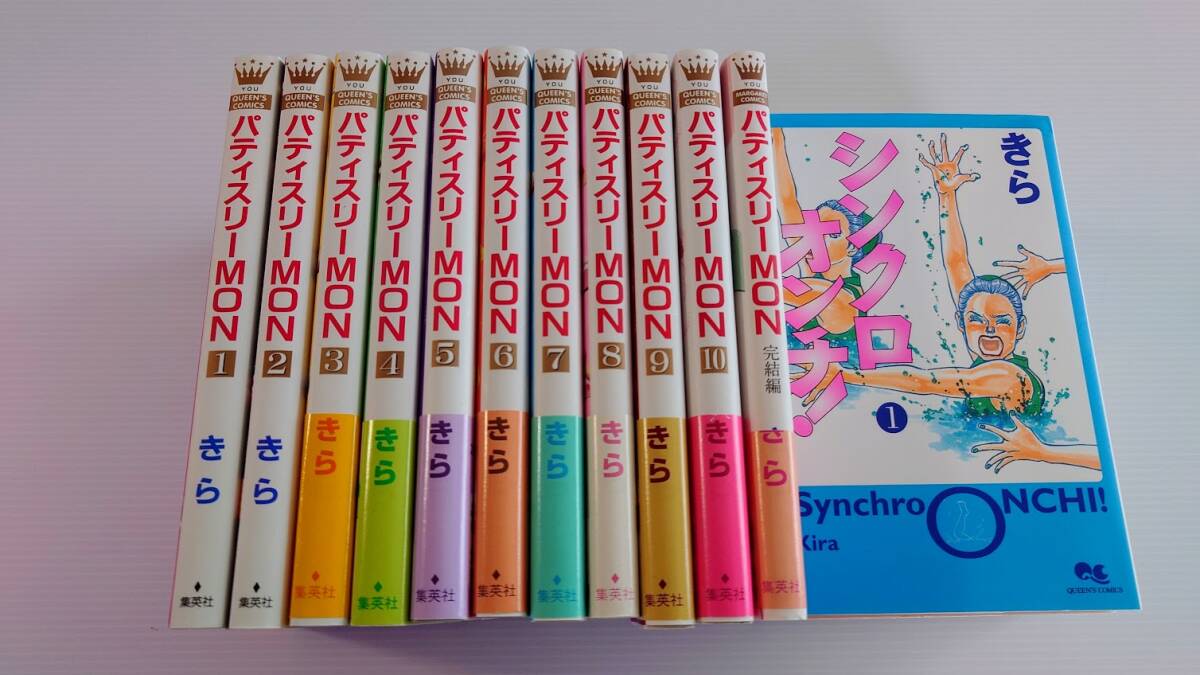 YOU
QUEEN'S
COMICS
パティスリーMON
1
きら
集英社
YOU
QUEEN'S
COMICS
パティスリーMON
2
きら
集英社
YOU
QUEEN'S
COMICS
パティスリーMON
3
きら
集英社
YOU
QUEEN'S
COMICS
パティスリーMON
4
きら
集英社
YOU
QUEEN'S
COMICS
パティスリーMON
5
きら
集英社
YOU
QUEEN'S
COMICS
パティスリーMON
6
きら
集英社
YOU
QUEEN'S
COMICS
パティスリーMON
7
きら
集英社
YOU
QUEEN'S
COMICS
パティスリーMON
8
きら
集英社
YOU
QUEEN'S
COMICS
パティスリーMON
9
きら
集英社
YOU
QUEEN'S
COMICS
パティスリーMON
10
きら
集英社
YOU
MARGARET
COMICS
パティスリーMON
完結編
きら
集英社
きら
シンクロ
オンチ!
1
Synchro ONCHI!
Kira
QUEEN'S COMICS